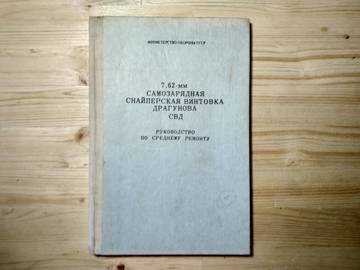 МИНИСТЕРСТВО ОБОРОНЫ СССР
7,62-мм
САМОЗАРЯДНАЯ
СНАЙПЕРСКАЯ ВИНТОВКА
ДРАГУНОВА
СВД
РУКОВОДСТВО
ПО СРЕДНЕМУ РЕМОНТУ